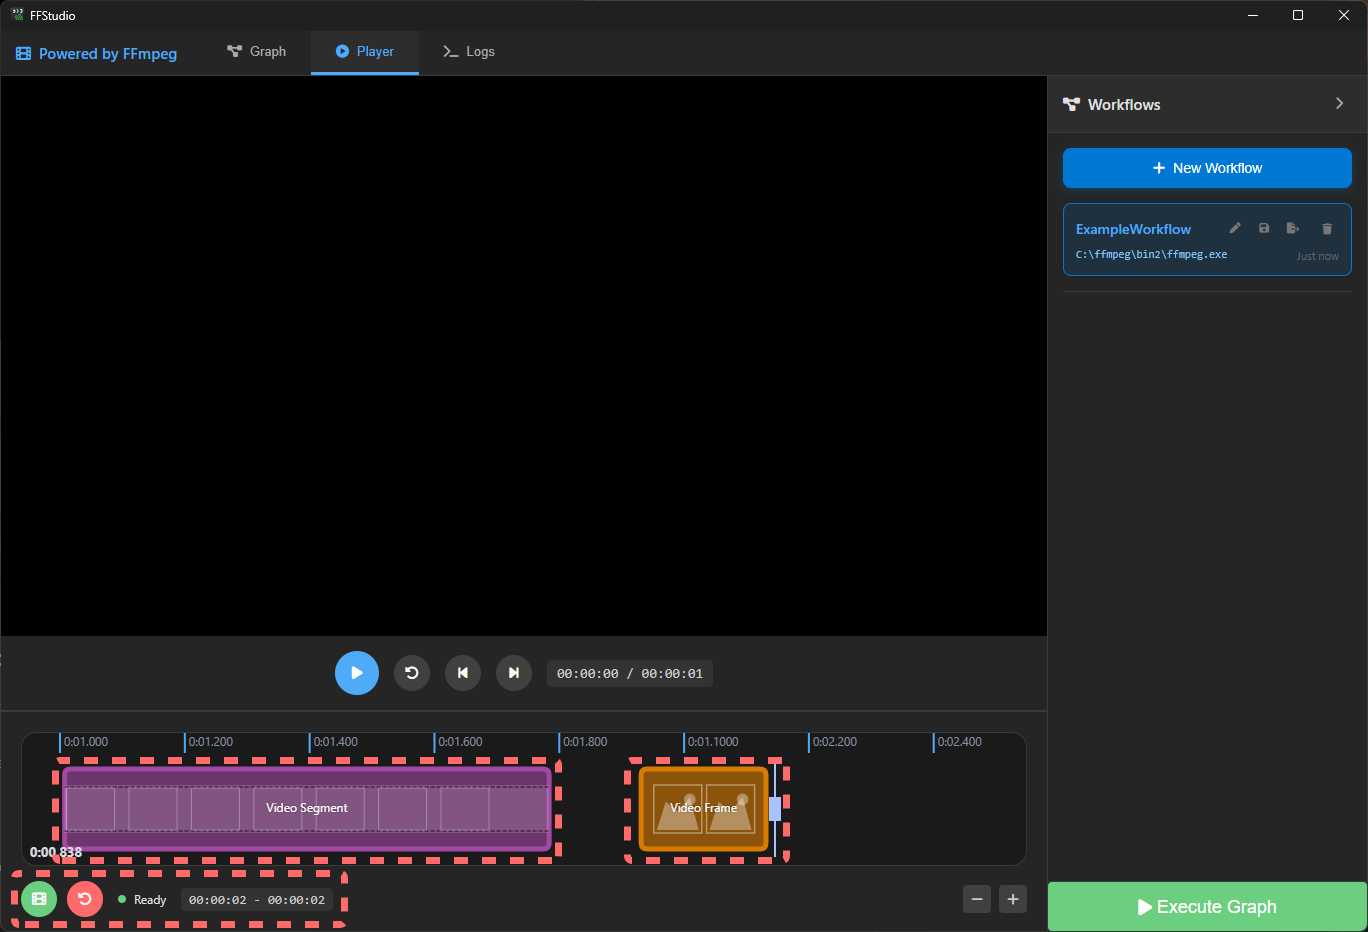 FFStudio
Powered by FFmpeg
Graph
Player
Logs
Workflows
New Workflow
ExampleWorkflow
C:\ffmpeg\bin2\ffmpeg.exe
Just now
00:00:00 / 00:00:01
0:01.000
0:01.200
0:01.400
0:01.600
0:01.800
0:01.1000
0:02.200
0:02.400
Video Segment
Video Frame
0:00.838
Ready
00:00:02 - 00:00:02
Execute Graph